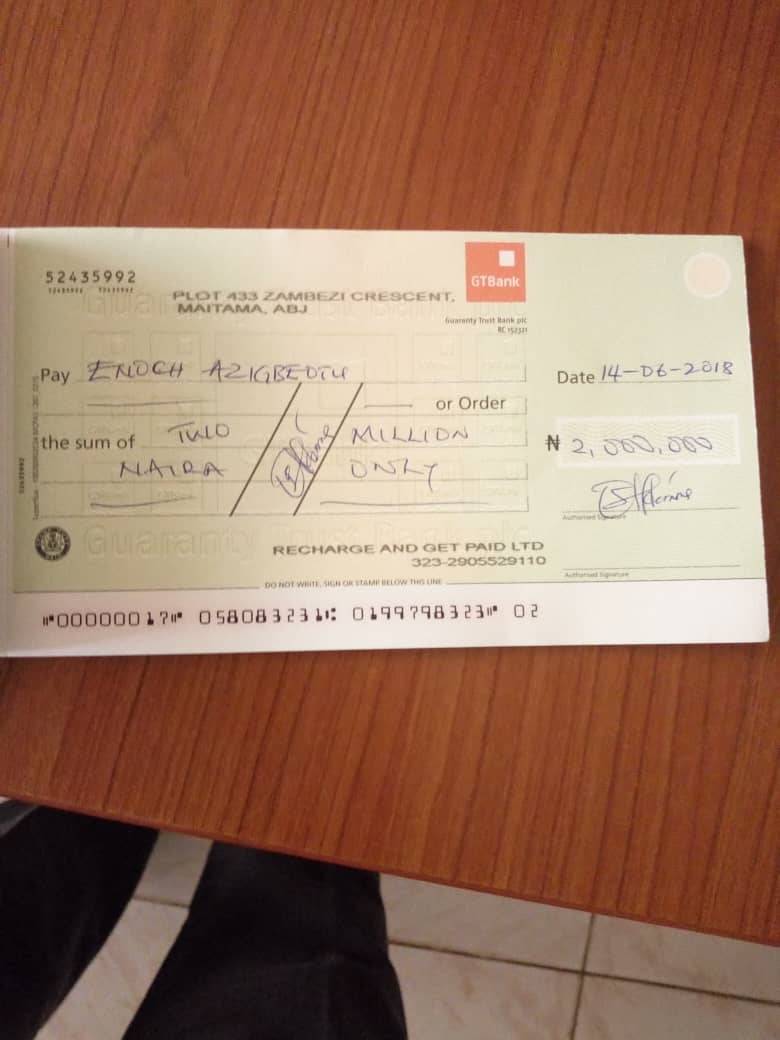 52435992
GTBank
PLOT 433 ZAMBEZI CRESCENT,
MAITAMA, ABJ
Guaranty Trust Bank plc
RC 152321
Pay ENOCH AZIGBEOTU
Date 14-06-2018
or Order
the sum of TWO MILLION
₦ 2,000,000
NAIRA ONLY
Authorised Signature
RECHARGE AND GET PAID LTD
323-2905529110
Authorised Signature
DO NOT WRITE, SIGN OR STAMP BELOW THIS LINE
⑈00000017⑈ 058083231⑆ 0199798323⑈ 02